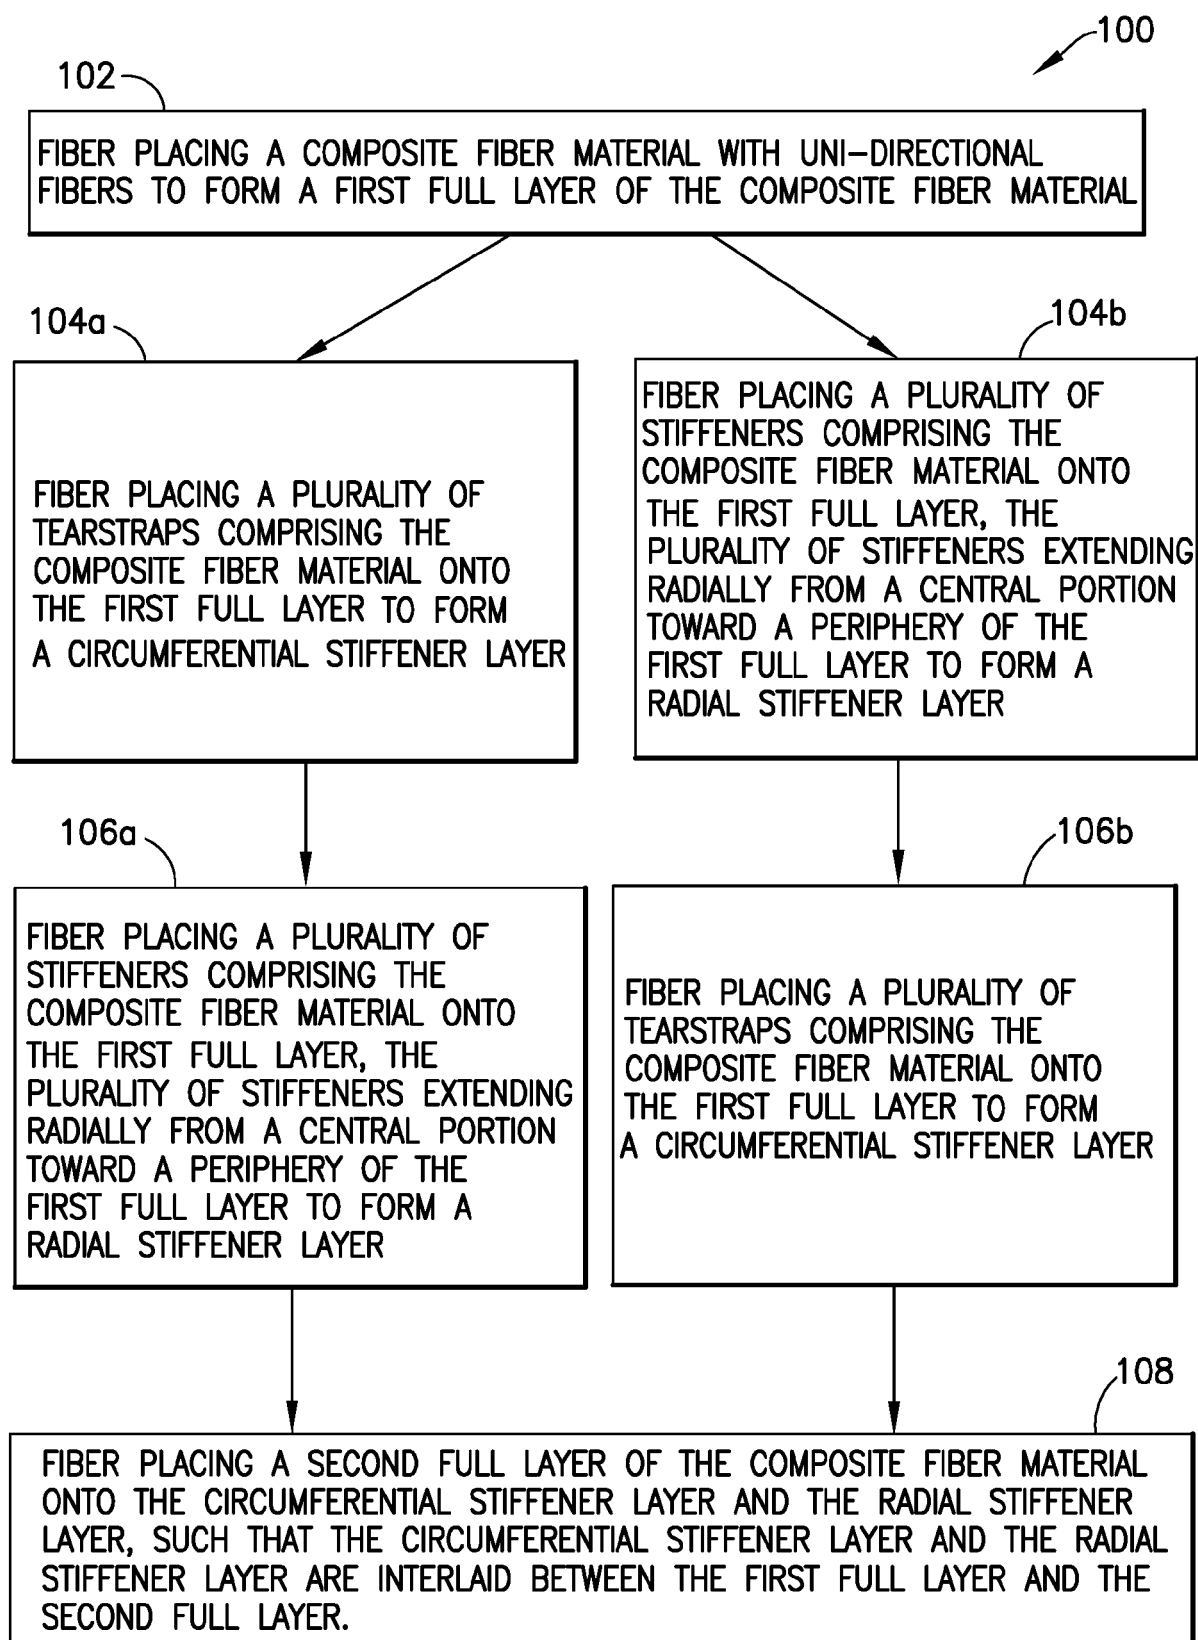 100
102
FIBER PLACING A COMPOSITE FIBER MATERIAL WITH UNI-DIRECTIONAL
FIBERS TO FORM A FIRST FULL LAYER OF THE COMPOSITE FIBER MATERIAL
104a
FIBER PLACING A PLURALITY OF
TEARSTRAPS COMPRISING THE
COMPOSITE FIBER MATERIAL ONTO
THE FIRST FULL LAYER TO FORM
A CIRCUMFERENTIAL STIFFENER LAYER
104b
FIBER PLACING A PLURALITY OF
STIFFENERS COMPRISING THE
COMPOSITE FIBER MATERIAL ONTO
THE FIRST FULL LAYER, THE
PLURALITY OF STIFFENERS EXTENDING
RADIALLY FROM A CENTRAL PORTION
TOWARD A PERIPHERY OF THE
FIRST FULL LAYER TO FORM A
RADIAL STIFFENER LAYER
106a
FIBER PLACING A PLURALITY OF
STIFFENERS COMPRISING THE
COMPOSITE FIBER MATERIAL ONTO
THE FIRST FULL LAYER, THE
PLURALITY OF STIFFENERS EXTENDING
RADIALLY FROM A CENTRAL PORTION
TOWARD A PERIPHERY OF THE
FIRST FULL LAYER TO FORM A
RADIAL STIFFENER LAYER
106b
FIBER PLACING A PLURALITY OF
TEARSTRAPS COMPRISING THE
COMPOSITE FIBER MATERIAL ONTO
THE FIRST FULL LAYER TO FORM
A CIRCUMFERENTIAL STIFFENER LAYER
108
FIBER PLACING A SECOND FULL LAYER OF THE COMPOSITE FIBER MATERIAL
ONTO THE CIRCUMFERENTIAL STIFFENER LAYER AND THE RADIAL STIFFENER
LAYER, SUCH THAT THE CIRCUMFERENTIAL STIFFENER LAYER AND THE RADIAL
STIFFENER LAYER ARE INTERLAID BETWEEN THE FIRST FULL LAYER AND THE
SECOND FULL LAYER.